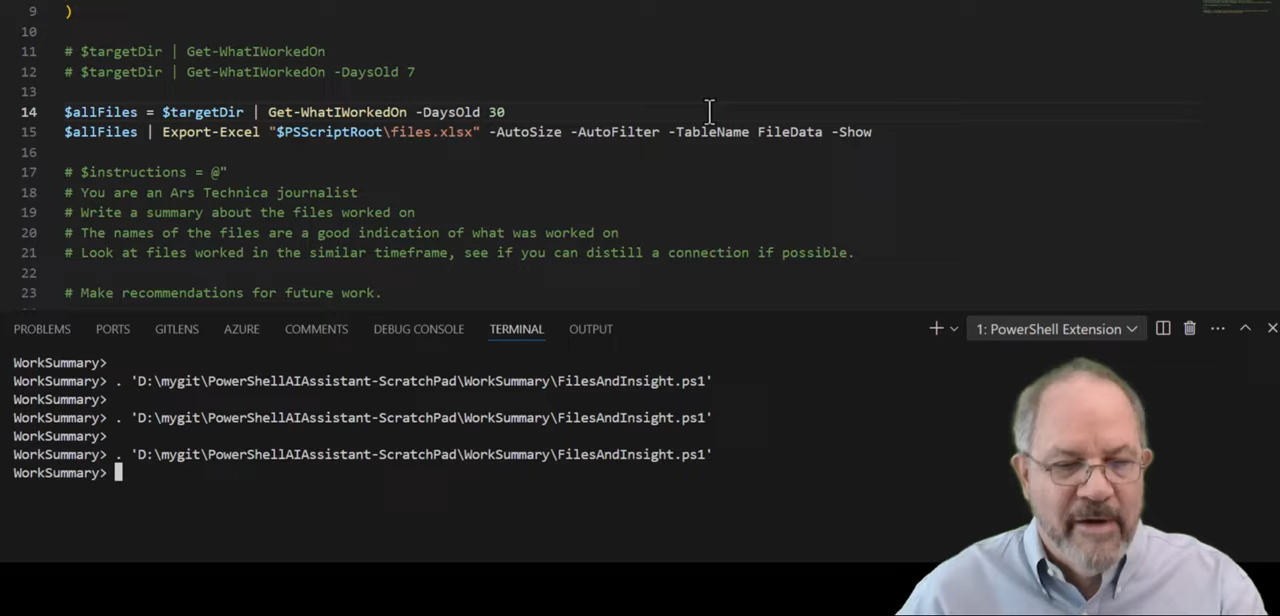 9 )
10
11 # $targetDir | Get-WhatIWorkedOn
12 # $targetDir | Get-WhatIWorkedOn -DaysOld 7
13
14 $allFiles = $targetDir | Get-WhatIWorkedOn -DaysOld 30
15 $allFiles | Export-Excel "$PSScriptRoot\files.xlsx" -AutoSize -AutoFilter -TableName FileData -Show
16
17 # $instructions = @"
18 # You are an Ars Technica journalist
19 # Write a summary about the files worked on
20 # The names of the files are a good indication of what was worked on
21 # Look at files worked in the similar timeframe, see if you can distill a connection if possible.
22
23 # Make recommendations for future work.
PROBLEMS PORTS GITLENS AZURE COMMENTS DEBUG CONSOLE TERMINAL OUTPUT 1: PowerShell Extension
WorkSummary>
WorkSummary> . 'D:\mygit\PowerShellAIAssistant-ScratchPad\WorkSummary\FilesAndInsight.ps1'
WorkSummary>
WorkSummary> . 'D:\mygit\PowerShellAIAssistant-ScratchPad\WorkSummary\FilesAndInsight.ps1'
WorkSummary>
WorkSummary> . 'D:\mygit\PowerShellAIAssistant-ScratchPad\WorkSummary\FilesAndInsight.ps1'
WorkSummary>